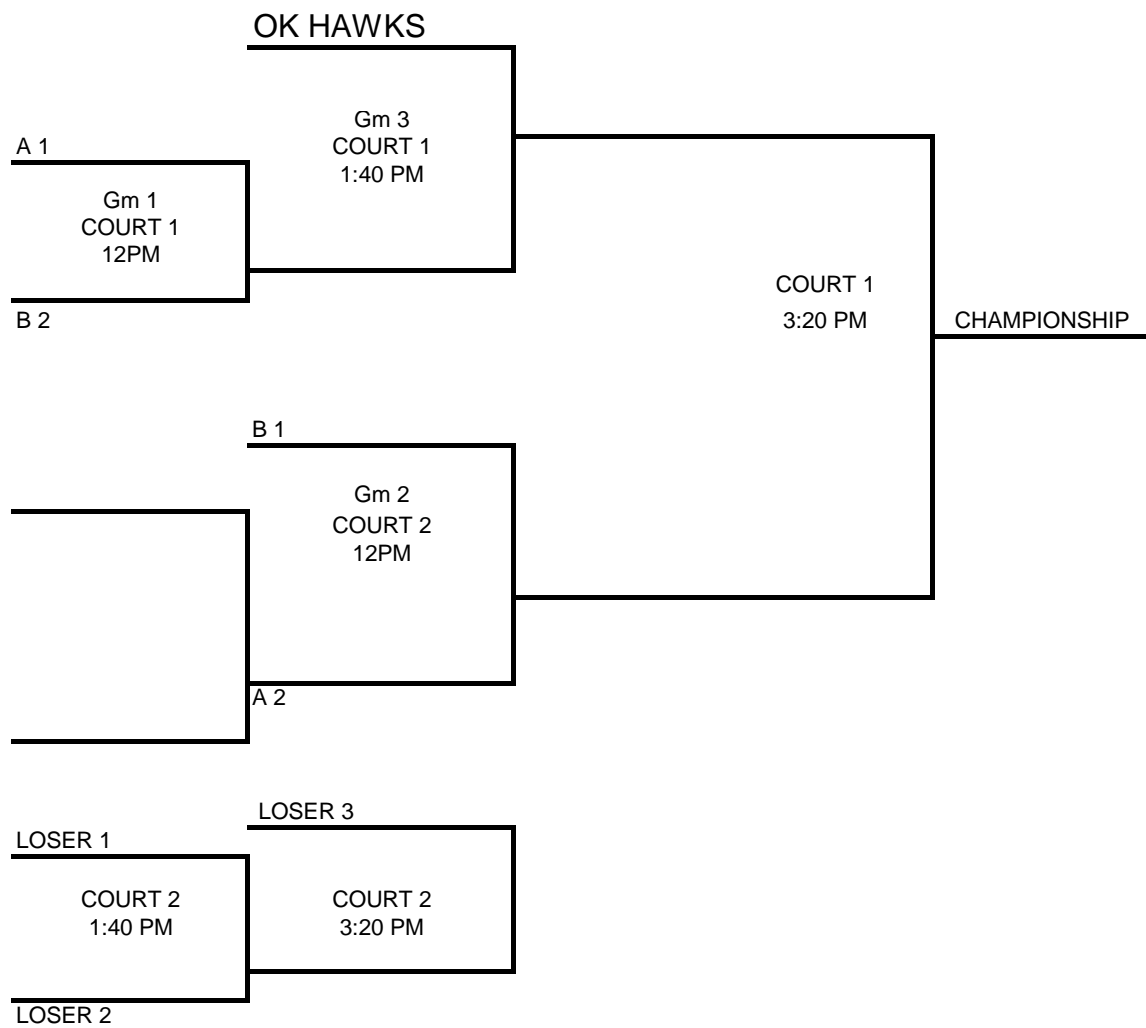 OK HAWKS
Gm 3
COURT 1
1:40 PM
A 1
Gm 1
COURT 1
12PM
B 2
COURT 1
3:20 PM
CHAMPIONSHIP
B 1
Gm 2
COURT 2
12PM
A 2
LOSER 3
LOSER 1
COURT 2
1:40 PM
COURT 2
3:20 PM
LOSER 2